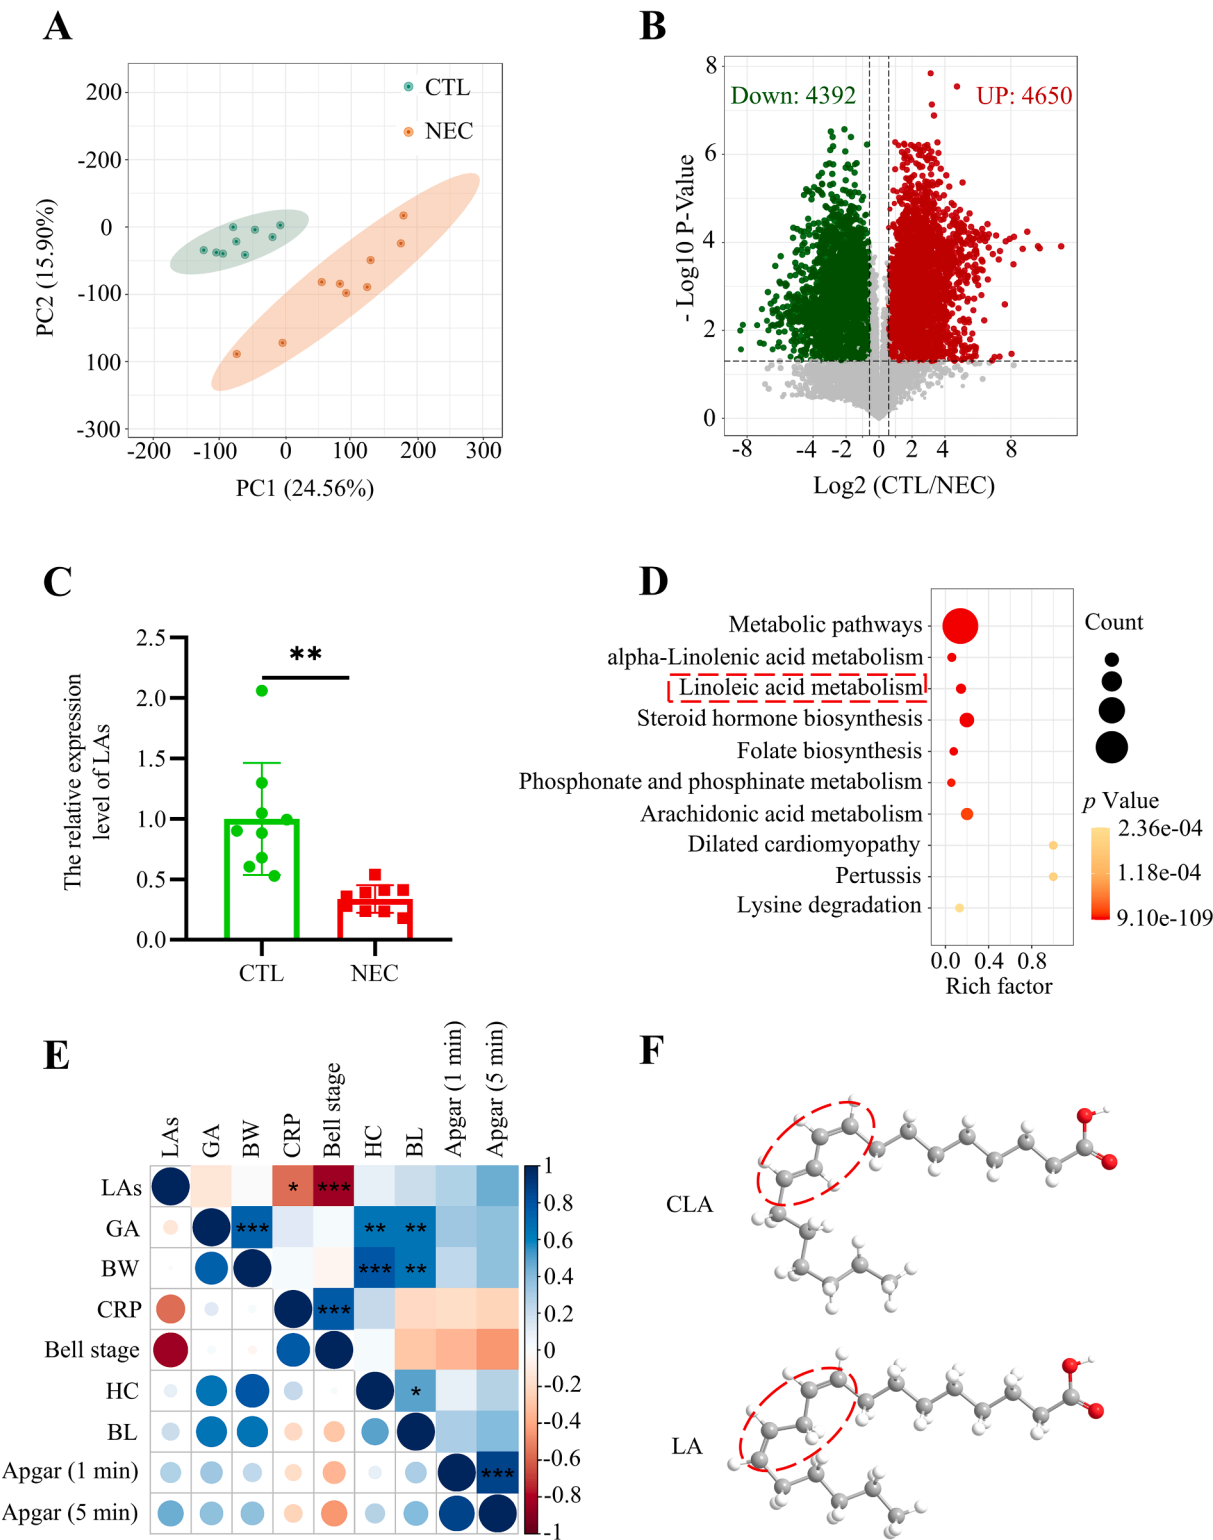 A
CTL
NEC
200
-200
0
-100
100
-300
PC2 (15.90%)
-200 -100 0 100 200 300
PC1 (24.56%)
B
Down: 4392
UP: 4650
8
6
4
2
0
- Log10 P-Value
-8 -4 -2 0 2 4 8
Log2 (CTL/NEC)
C
**
2.5
2.0
1.5
1.0
0.5
0.0
The relative expression
level of LAs
CTL NEC
D
Metabolic pathways
alpha-Linolenic acid metabolism
Linoleic acid metabolism
Steroid hormone biosynthesis
Folate biosynthesis
Phosphonate and phosphinate metabolism
Arachidonic acid metabolism
Dilated cardiomyopathy
Pertussis
Lysine degradation
0.0 0.4 0.8
Rich factor
Count
p Value
2.36e-04
1.18e-04
9.10e-109
E
LAs GA BW CRP Bell stage HC BL Apgar (1 min) Apgar (5 min)
LAs * ***
GA *** ** **
BW *** **
CRP ***
Bell stage
HC *
BL
Apgar (1 min) ***
Apgar (5 min)
1
0.8
0.6
0.4
0.2
0
-0.2
-0.4
-0.6
-0.8
-1
F
CLA
LA